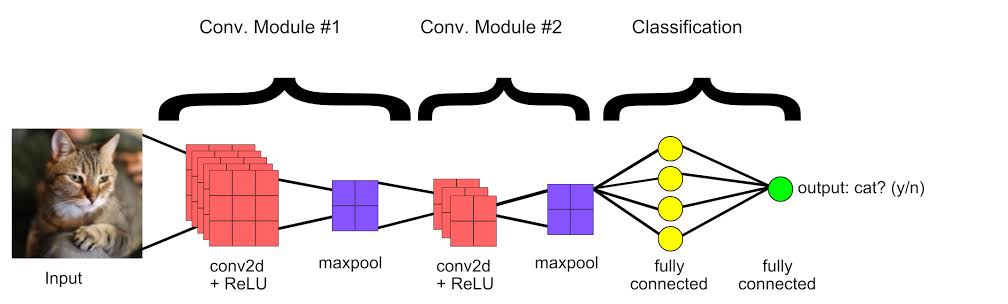 Conv. Module #1
Conv. Module #2
Classification
output: cat? (y/n)
Input
conv2d
+ ReLU
maxpool
conv2d
+ ReLU
maxpool
fully
connected
fully
connected